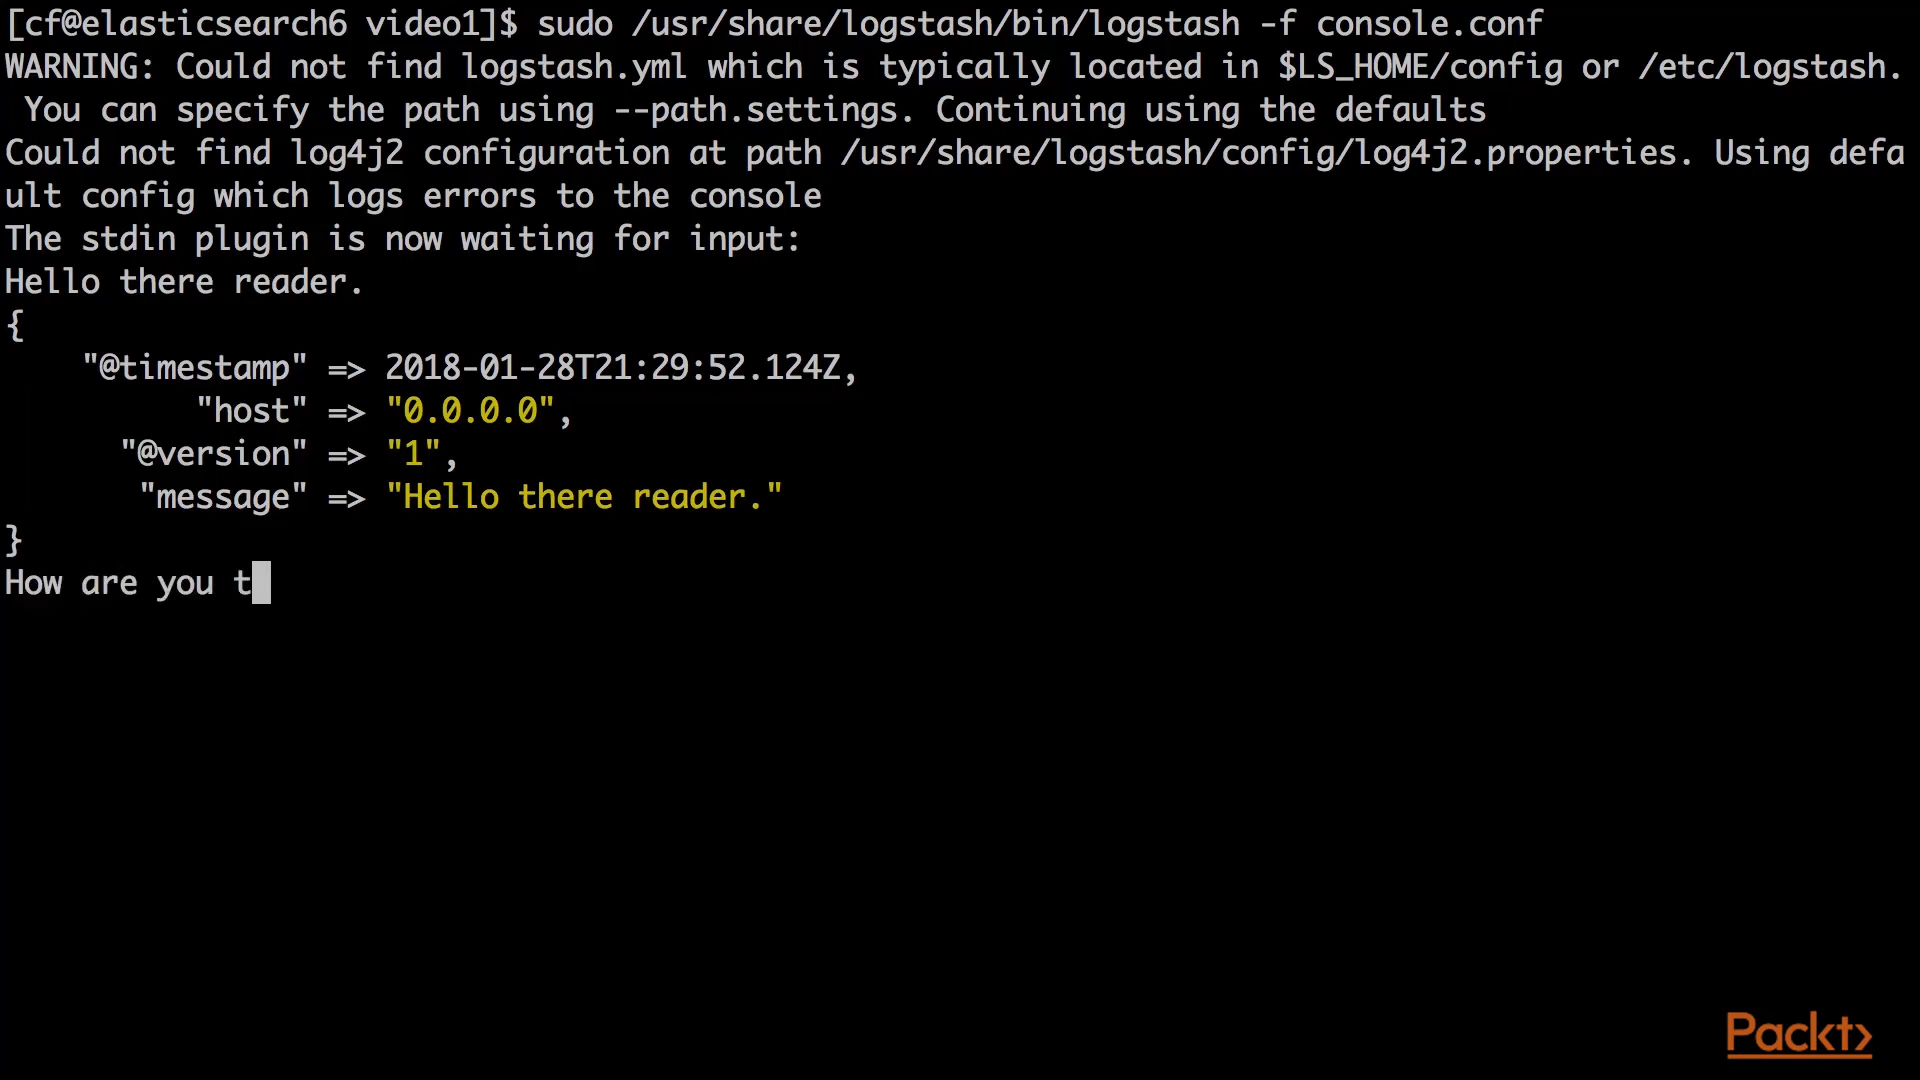 [cf@elasticsearch6 video1]$ sudo /usr/share/logstash/bin/logstash -f console.conf
WARNING: Could not find logstash.yml which is typically located in $LS_HOME/config or /etc/logstash.
 You can specify the path using --path.settings. Continuing using the defaults
Could not find log4j2 configuration at path /usr/share/logstash/config/log4j2.properties. Using defa
ult config which logs errors to the console
The stdin plugin is now waiting for input:
Hello there reader.
{
    "@timestamp" => 2018-01-28T21:29:52.124Z,
          "host" => "0.0.0.0",
      "@version" => "1",
       "message" => "Hello there reader."
}
How are you t
Packt>